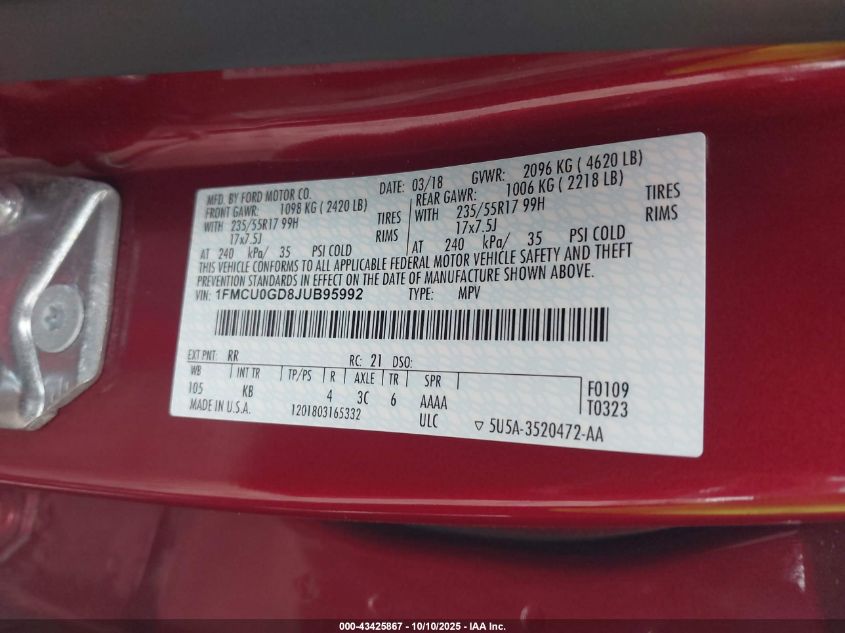 MFD. BY FORD MOTOR CO.
DATE: 03/18 GVWR: 2096 KG ( 4620 LB)
FRONT GAWR: 1098 KG ( 2420 LB) REAR GAWR: 1006 KG ( 2218 LB)
WITH 235/55R17 99H TIRES WITH 235/55R17 99H TIRES
17x7.5J RIMS 17x7.5J RIMS
AT 240 kPa/ 35 PSI COLD AT 240 kPa/ 35 PSI COLD
THIS VEHICLE CONFORMS TO ALL APPLICABLE FEDERAL MOTOR VEHICLE SAFETY AND THEFT
PREVENTION STANDARDS IN EFFECT ON THE DATE OF MANUFACTURE SHOWN ABOVE.
VIN: 1FMCU0GD8JUB95992 TYPE: MPV
EXT PNT: RR RC: 21 DSO:
WB INT TR TP/PS R AXLE TR SPR
105 KB 4 3C 6 AAAA F0109
MADE IN U.S.A. 1201803165332 ULC T0323
▽ 5U5A-3520472-AA
000-43425867 - 10/10/2025 - IAA Inc.